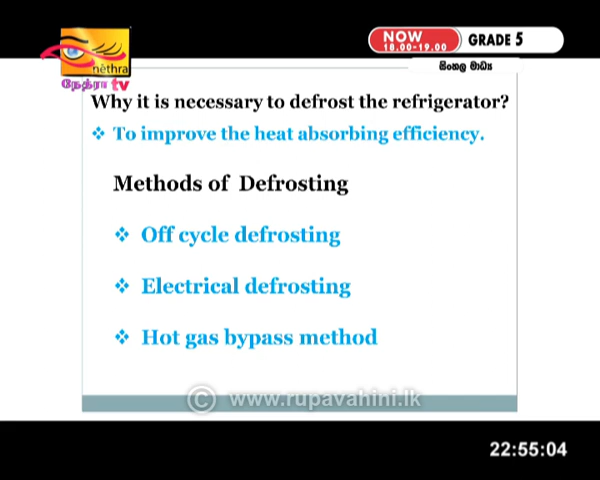 NOW
18.00-19.00
GRADE 5
සිංහල මාධ්‍ය
nethra
நேத்ரா tv
Why it is necessary to defrost the refrigerator?
To improve the heat absorbing efficiency.
Methods of Defrosting
Off cycle defrosting
Electrical defrosting
Hot gas bypass method
© www.rupavahini.lk
22:55:04